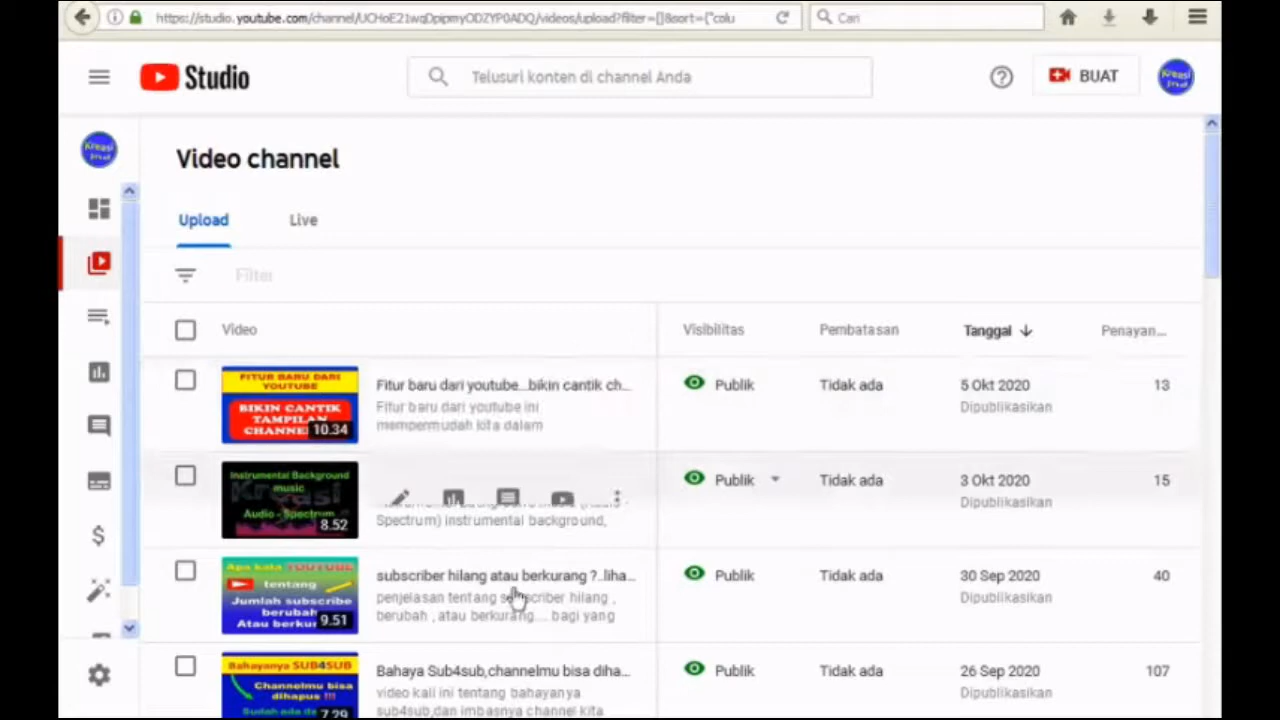 https://studio.youtube.com/channel/UCHoE21wqDpipmyODZYP0ADQ/videos/upload?filter=[]&sort={"colu
Cari
Studio
Telusuri konten di channel Anda
BUAT
Kreasi
Video channel
Upload
Live
Filter
Video
Visibilitas
Pembatasan
Tanggal
Penayan...
FITUR BARU DARI
YOUTUBE
BIKIN CANTIK
TAMPILAN
CHANNE
10.34
Fitur baru dari youtube...bikin cantik ch...
Fitur baru dari youtube ini
mempermudah kita dalam
Publik
Tidak ada
5 Okt 2020
Dipublikasikan
13
Instrumental Background
music
Kreasi
Audio - Spectrum
8.52
Spectrum) instrumental background,
Publik
Tidak ada
3 Okt 2020
Dipublikasikan
15
Apa kata YOUTUBE
tentang
Jumlah subscribe
berubah
Atau berkur
9.51
subscriber hilang atau berkurang ?..liha...
penjelasan tentang subscriber hilang ,
berubah , atau berkurang.... bagi yang
Publik
Tidak ada
30 Sep 2020
Dipublikasikan
40
Bahayanya SUB4SUB
Channelmu bisa
dihapus !!!
Sudah ada
7.29
Bahaya Sub4sub,channelmu bisa diha...
video kali ini tentang bahayanya
sub4sub,dan imbasnya channel kita
Publik
Tidak ada
26 Sep 2020
Dipublikasikan
107